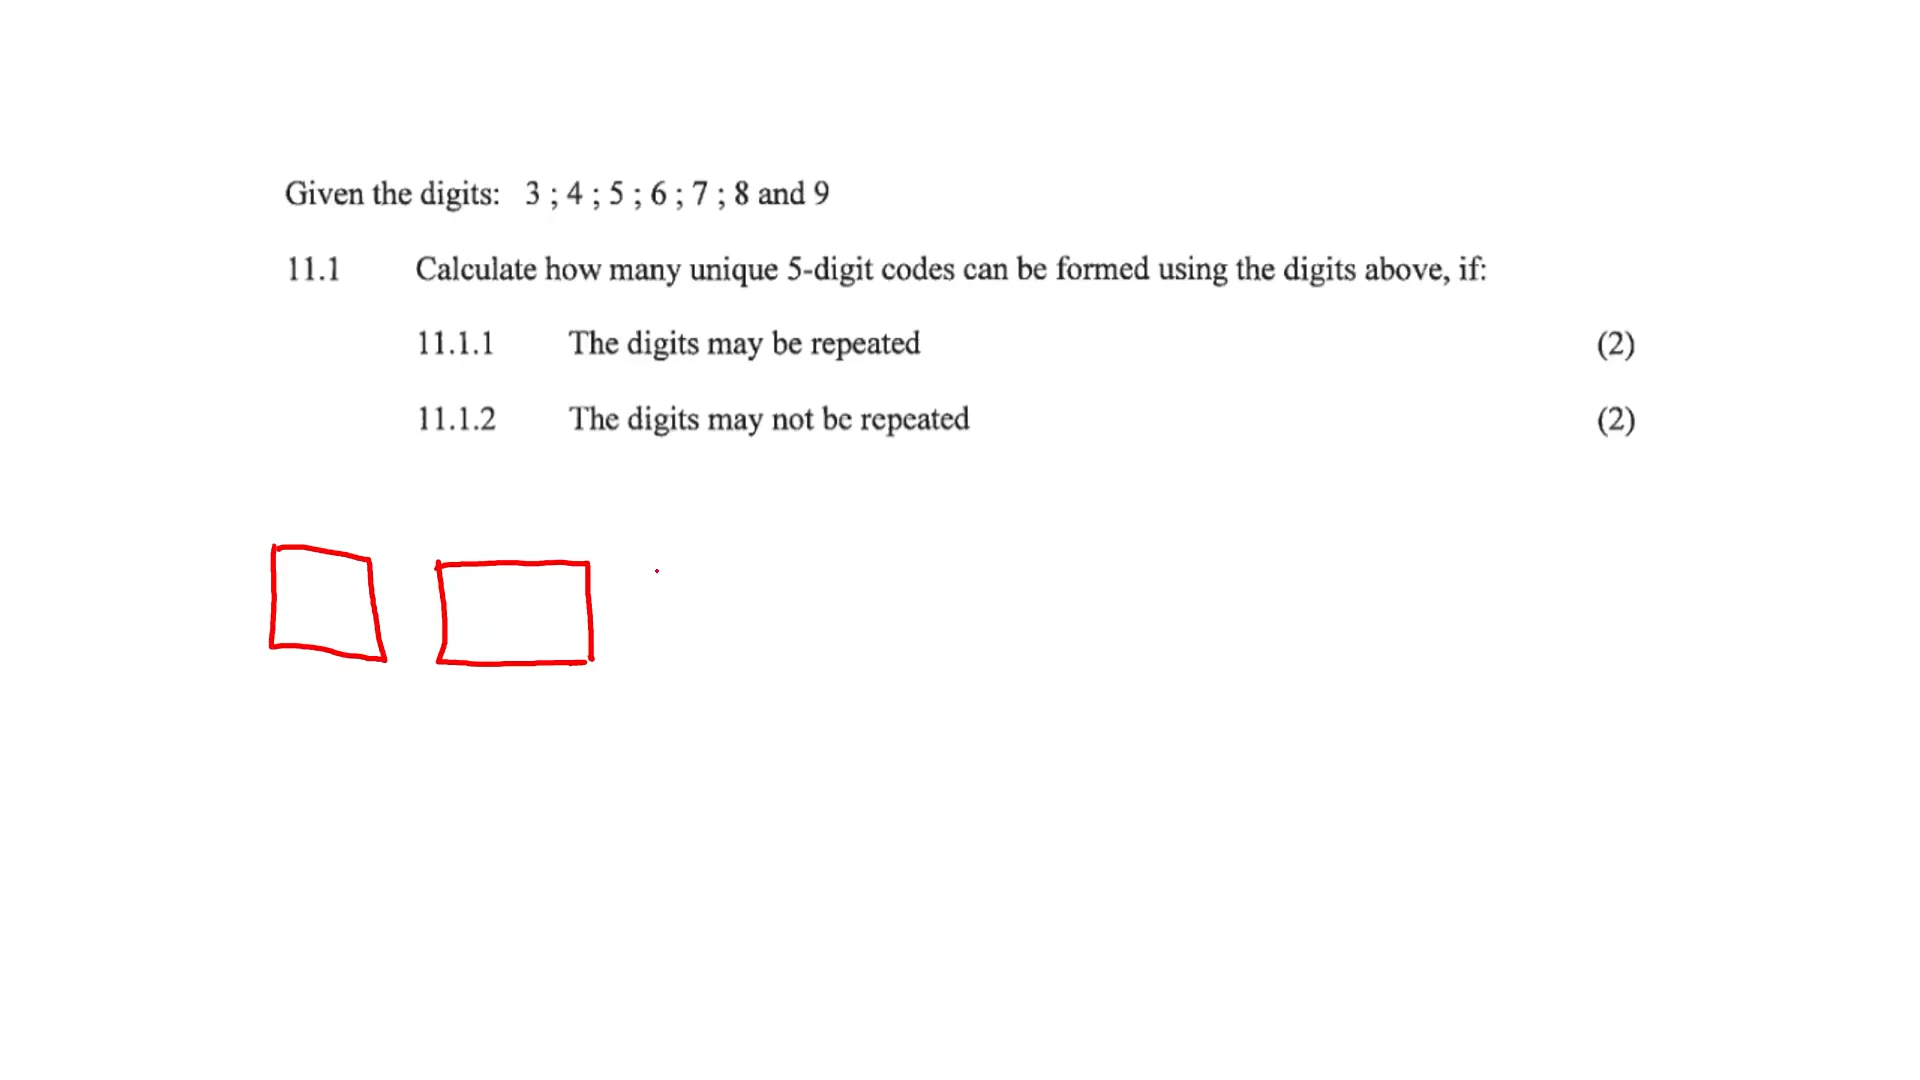 Given the digits: 3 ; 4 ; 5 ; 6 ; 7 ; 8 and 9
11.1 Calculate how many unique 5-digit codes can be formed using the digits above, if:
11.1.1 The digits may be repeated (2)
11.1.2 The digits may not be repeated (2)